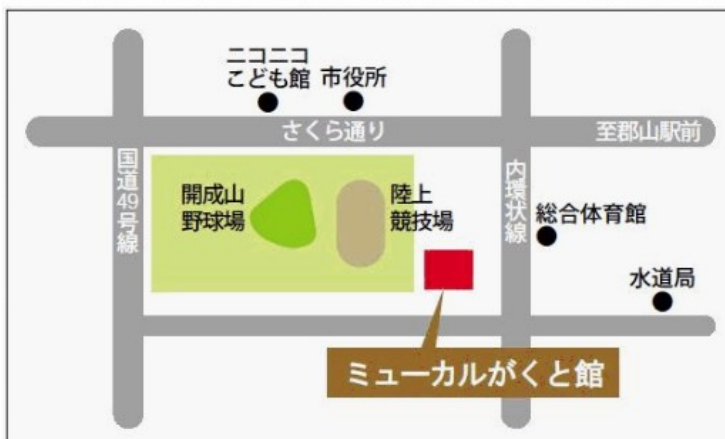 ニコニコ
こども館
市役所
さくら通り
至郡山駅前
国道49号線
開成山
野球場
陸上
競技場
内環状線
総合体育館
水道局
ミューカルがくと館